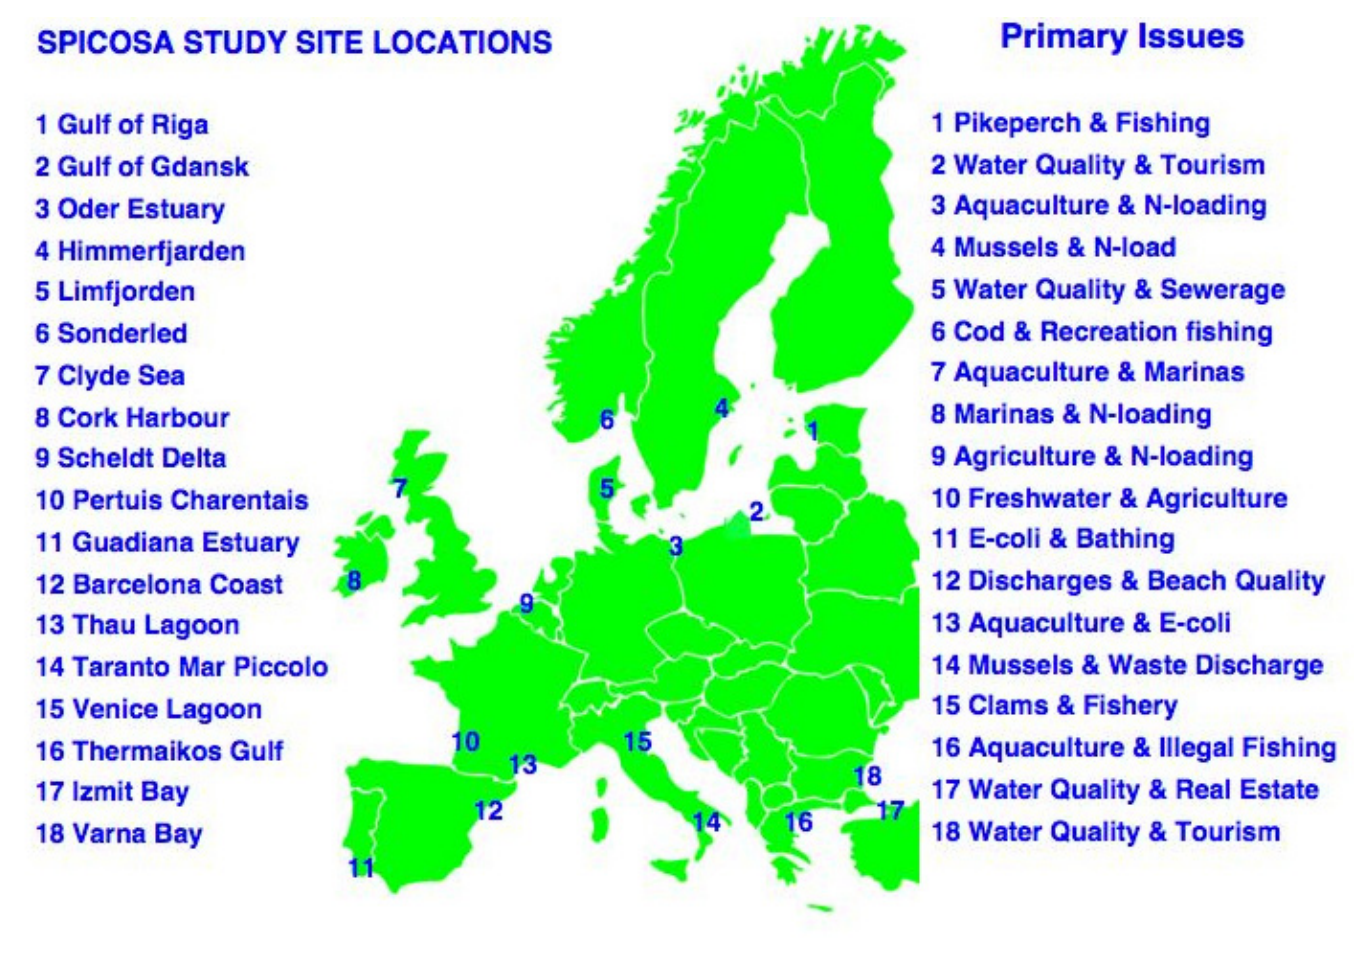 SPICOSA STUDY SITE LOCATIONS
1 Gulf of Riga
2 Gulf of Gdansk
3 Oder Estuary
4 Himmerfjarden
5 Limfjorden
6 Sonderled
7 Clyde Sea
8 Cork Harbour
9 Scheldt Delta
10 Pertuis Charentais
11 Guadiana Estuary
12 Barcelona Coast
13 Thau Lagoon
14 Taranto Mar Piccolo
15 Venice Lagoon
16 Thermaikos Gulf
17 Izmit Bay
18 Varna Bay
4
6
1
7
5
2
3
8
9
10
15
13
18
12
17
14
16
11
Primary Issues
1 Pikeperch & Fishing
2 Water Quality & Tourism
3 Aquaculture & N-loading
4 Mussels & N-load
5 Water Quality & Sewerage
6 Cod & Recreation fishing
7 Aquaculture & Marinas
8 Marinas & N-loading
9 Agriculture & N-loading
10 Freshwater & Agriculture
11 E-coli & Bathing
12 Discharges & Beach Quality
13 Aquaculture & E-coli
14 Mussels & Waste Discharge
15 Clams & Fishery
16 Aquaculture & Illegal Fishing
17 Water Quality & Real Estate
18 Water Quality & Tourism